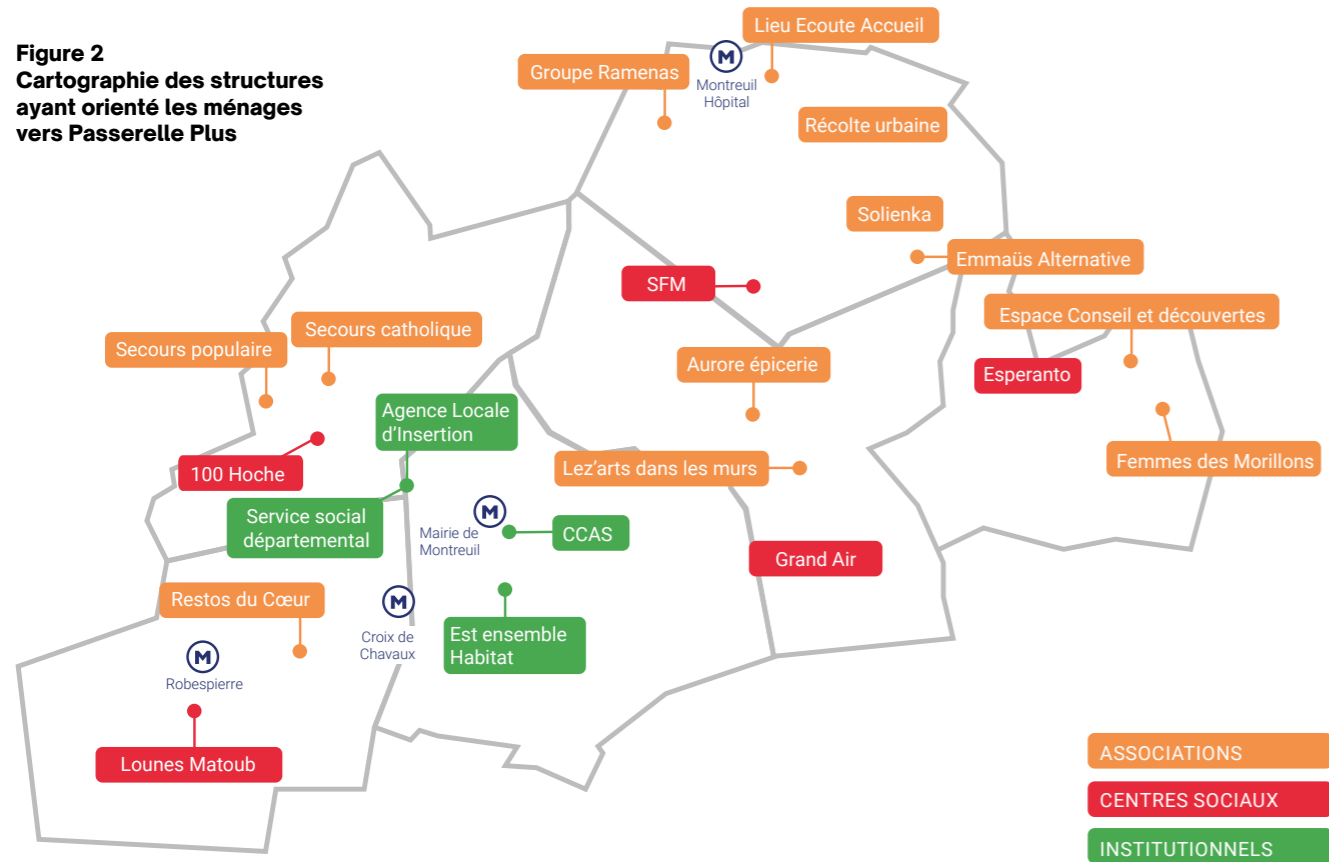 Figure 2
Cartographie des structures
ayant orienté les ménages
vers Passerelle Plus
Lieu Ecoute Accueil
Groupe Ramenas
M
Montreuil
Hôpital
Récolte urbaine
Solienka
Emmaüs Alternative
SFM
Espace Conseil et découvertes
Secours catholique
Secours populaire
Aurore épicerie
Esperanto
Agence Locale
d'Insertion
100 Hoche
Lez'arts dans les murs
Femmes des Morillons
Service social
départemental
M
Mairie de
Montreuil
CCAS
Grand Air
Restos du Cœur
M
Croix de
Chavaux
Est ensemble
Habitat
M
Robespierre
Lounes Matoub
ASSOCIATIONS
CENTRES SOCIAUX
INSTITUTIONNELS